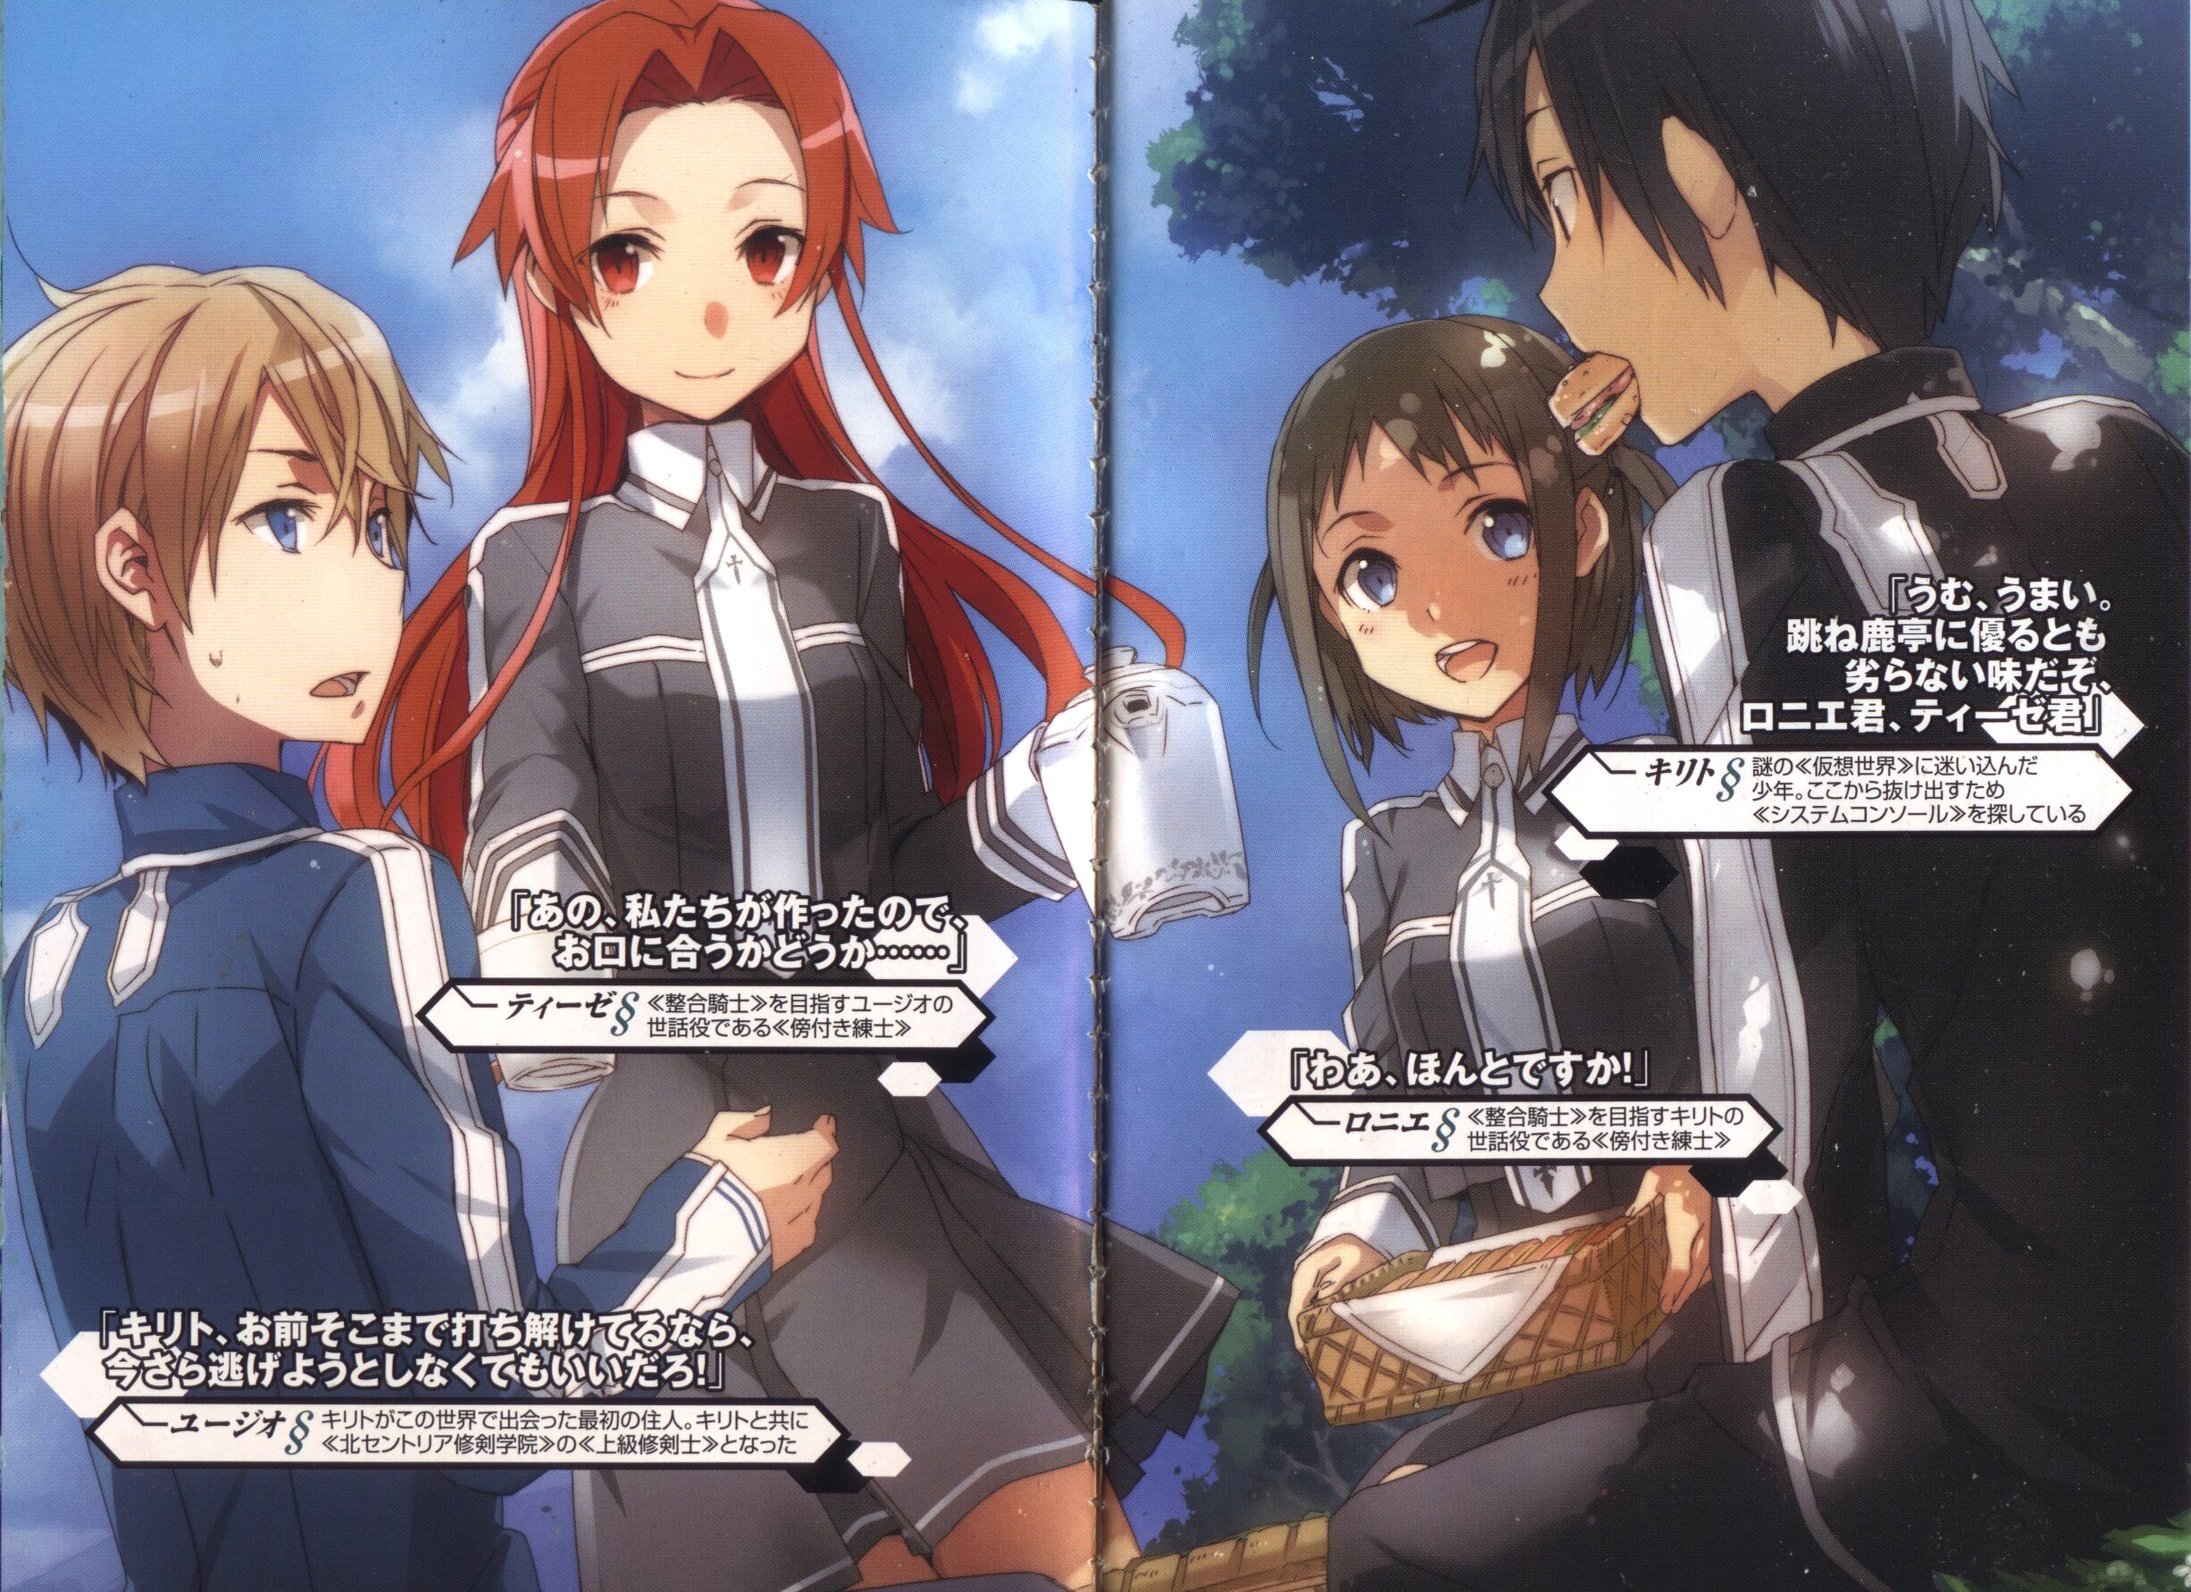 『うむ、うまい。
跳ね鹿亭に優るとも
劣らない味だぞ、
ロニエ君、ティーゼ君』
キリト§
謎の≪仮想世界≫に迷い込んだ
少年。ここから抜け出すため
≪システムコンソール≫を探している
『わあ、ほんとですか!』
ロニエ§
≪整合騎士≫を目指すキリトの
世話役である≪傍付き練士≫
『あの、私たちが作ったので、
お口に合うかどうか……』
ティーゼ§
≪整合騎士≫を目指すユージオの
世話役である≪傍付き練士≫
『キリト、お前そこまで打ち解けてるなら、
今さら逃げようとしなくてもいいだろ!』
ユージオ§
キリトがこの世界で出会った最初の住人。キリトと共に
≪北セントリア修剣学院≫の≪上級修剣士≫となった